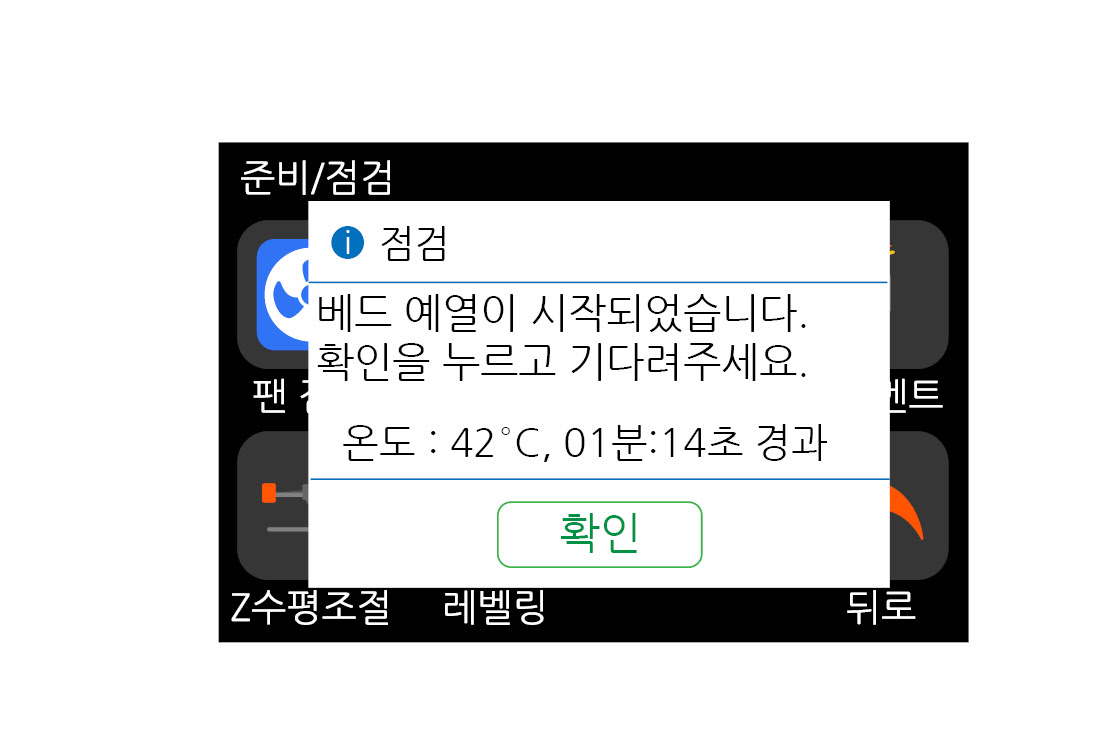 준비/점검
점검
베드 예열이 시작되었습니다.
확인을 누르고 기다려주세요.
팬
온도 : 42°C, 01분:14초 경과
확인
Z수평조절 레벨링 뒤로